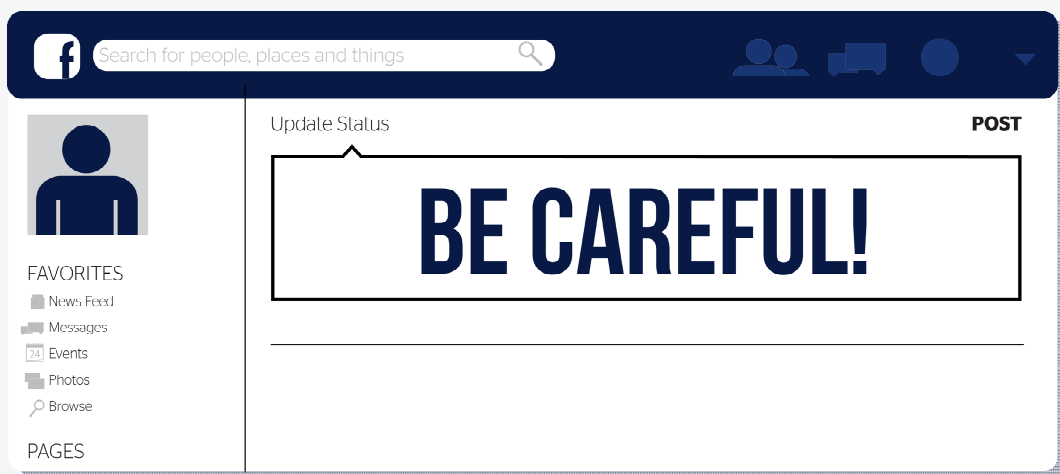 f
Search for people, places and things
Update Status
POST
BE CAREFUL!
FAVORITES
News Feed
Messages
24
Events
Photos
Browse
PAGES